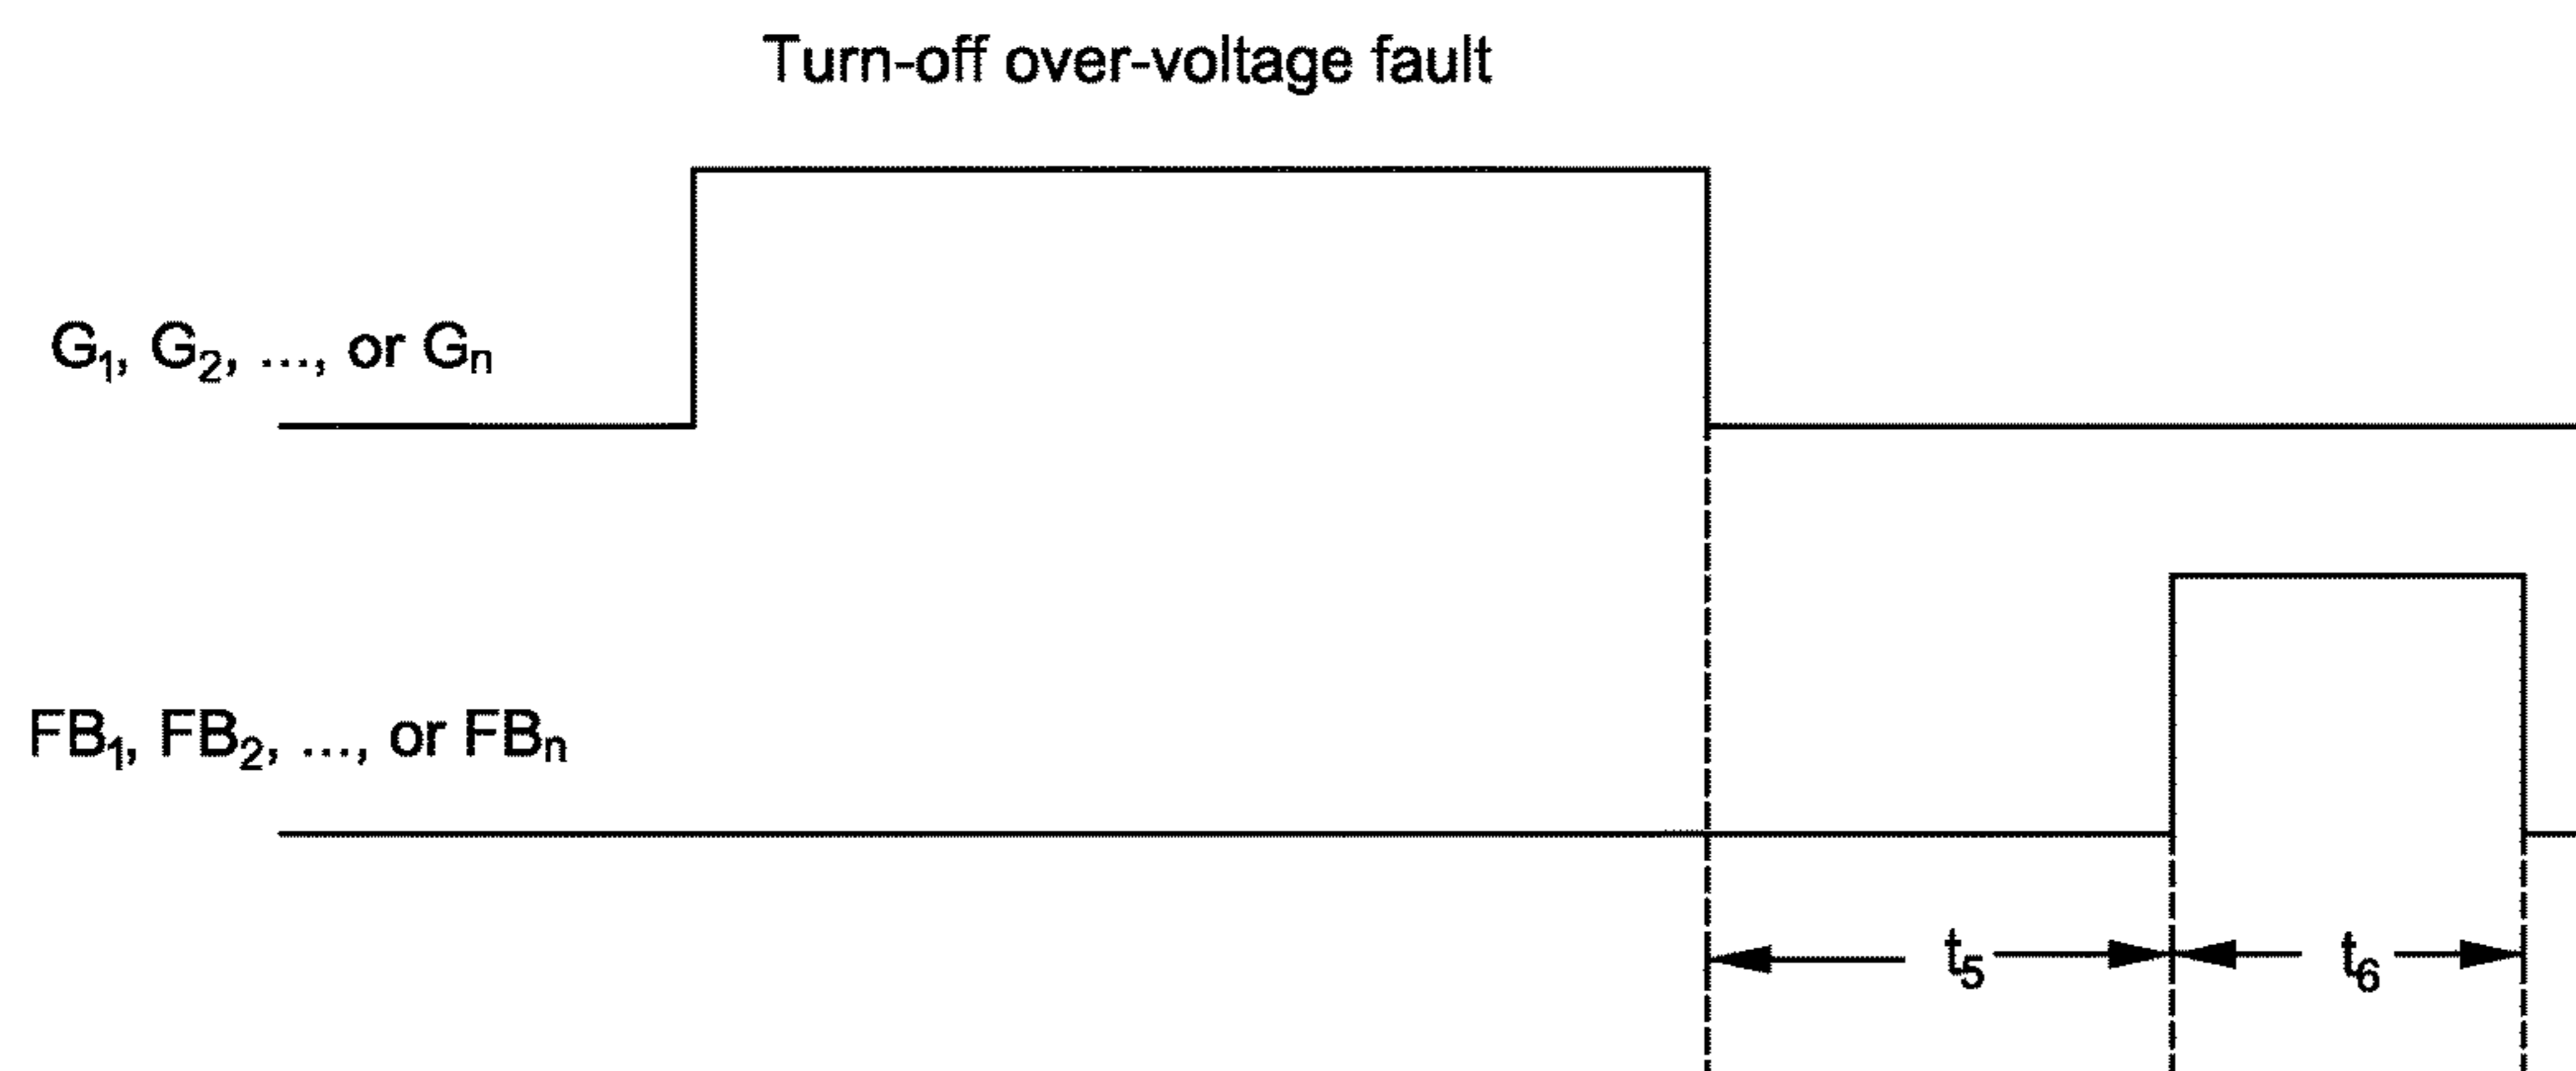 Turn-off over-voltage fault
G₁, G₂, ..., or Gₙ
FB₁, FB₂, ..., or FBₙ
t₅
t₆